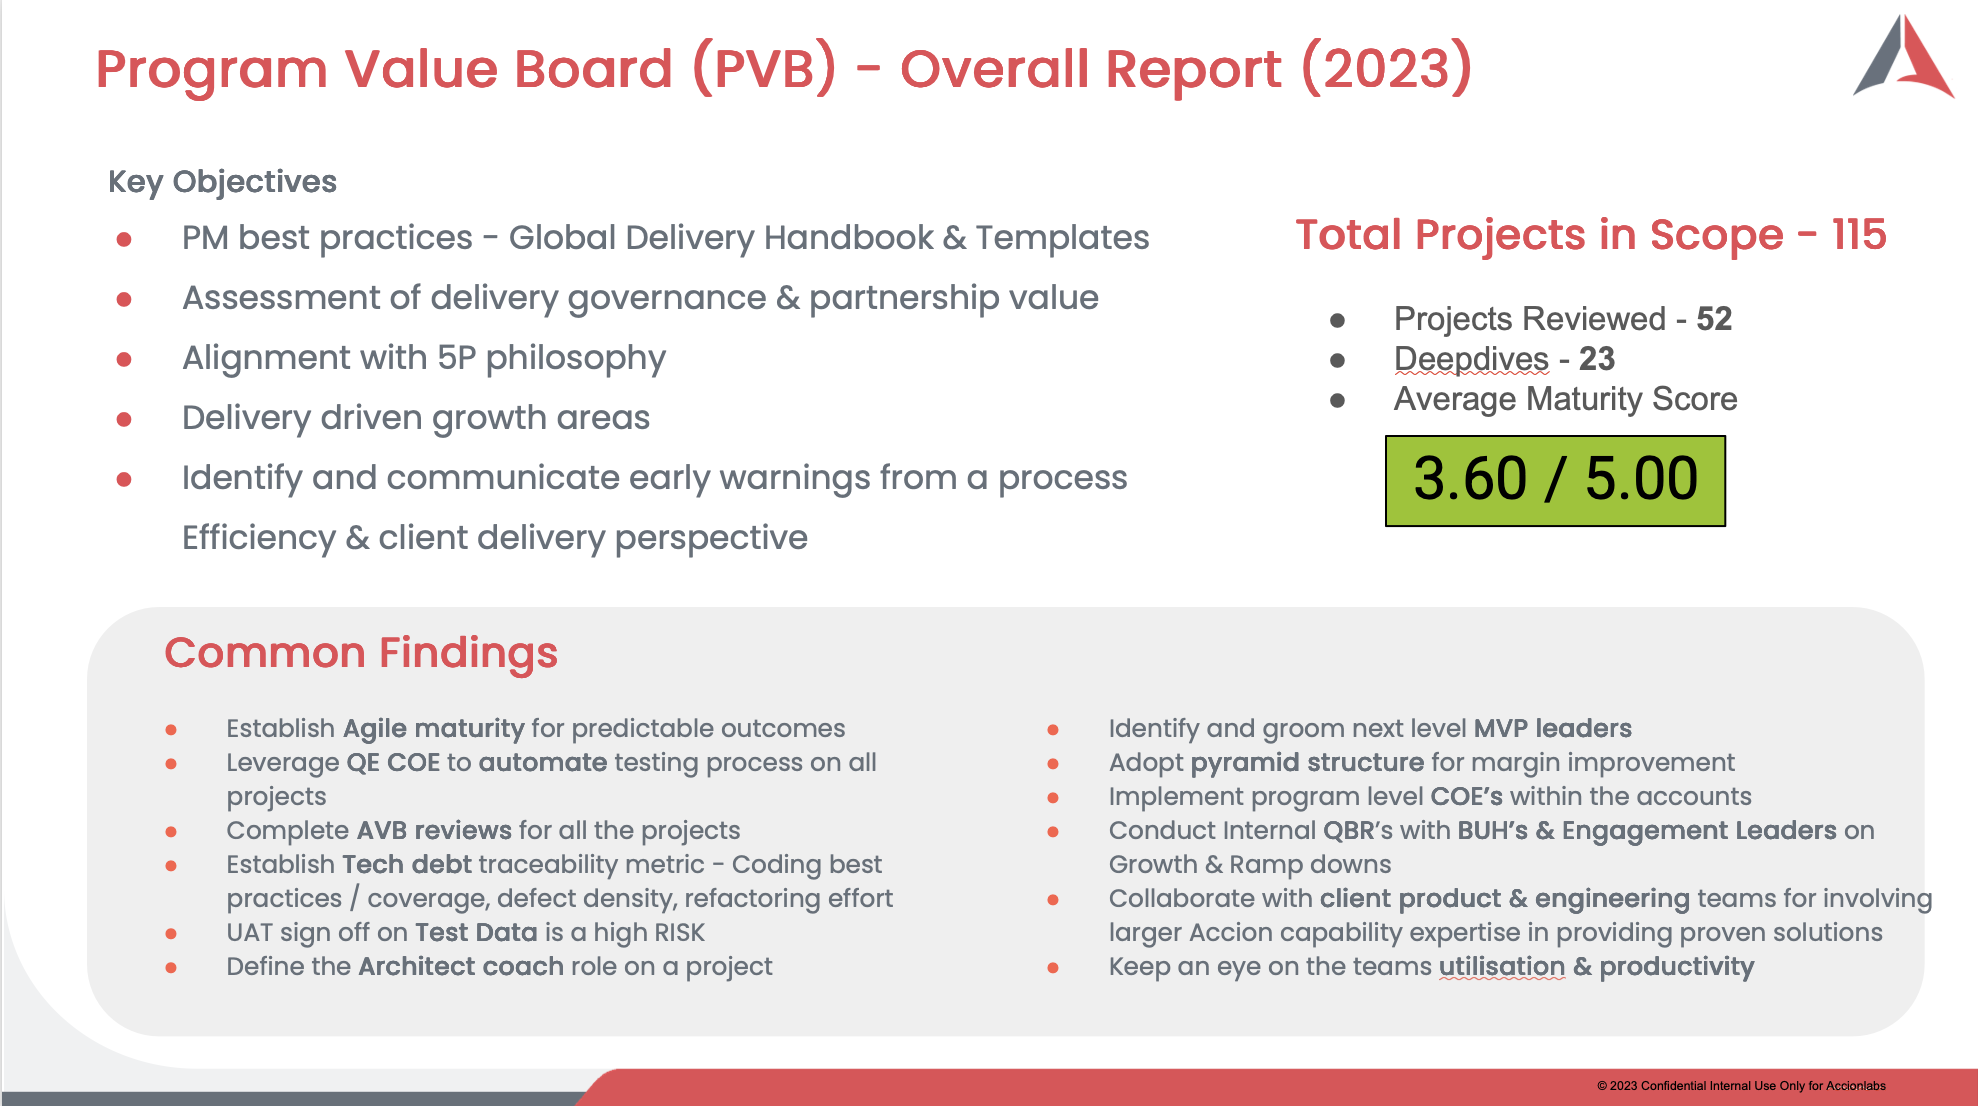 Program Value Board (PVB) - Overall Report (2023)
Key Objectives
● PM best practices - Global Delivery Handbook & Templates
● Assessment of delivery governance & partnership value
● Alignment with 5P philosophy
● Delivery driven growth areas
● Identify and communicate early warnings from a process
Efficiency & client delivery perspective
Total Projects in Scope - 115
● Projects Reviewed - 52
● Deepdives - 23
● Average Maturity Score
3.60 / 5.00
Common Findings
● Establish Agile maturity for predictable outcomes
● Leverage QE COE to automate testing process on all
projects
● Complete AVB reviews for all the projects
● Establish Tech debt traceability metric - Coding best
practices / coverage, defect density, refactoring effort
● UAT sign off on Test Data is a high RISK
● Define the Architect coach role on a project
● Identify and groom next level MVP leaders
● Adopt pyramid structure for margin improvement
● Implement program level COE's within the accounts
● Conduct Internal QBR's with BUH's & Engagement Leaders on
Growth & Ramp downs
● Collaborate with client product & engineering teams for involving
larger Accion capability expertise in providing proven solutions
● Keep an eye on the teams utilisation & productivity
© 2023 Confidential Internal Use Only for Accionlabs